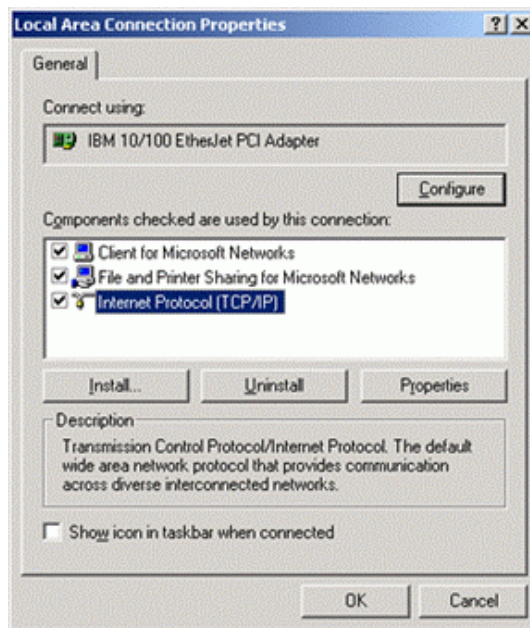 Local Area Connection Properties
General
Connect using:
IBM 10/100 EtherJet PCI Adapter
Configure
Components checked are used by this connection:
Client for Microsoft Networks
File and Printer Sharing for Microsoft Networks
Internet Protocol (TCP/IP)
Install... Uninstall Properties
Description
Transmission Control Protocol/Internet Protocol. The default
wide area network protocol that provides communication
across diverse interconnected networks.
Show icon in taskbar when connected
OK Cancel